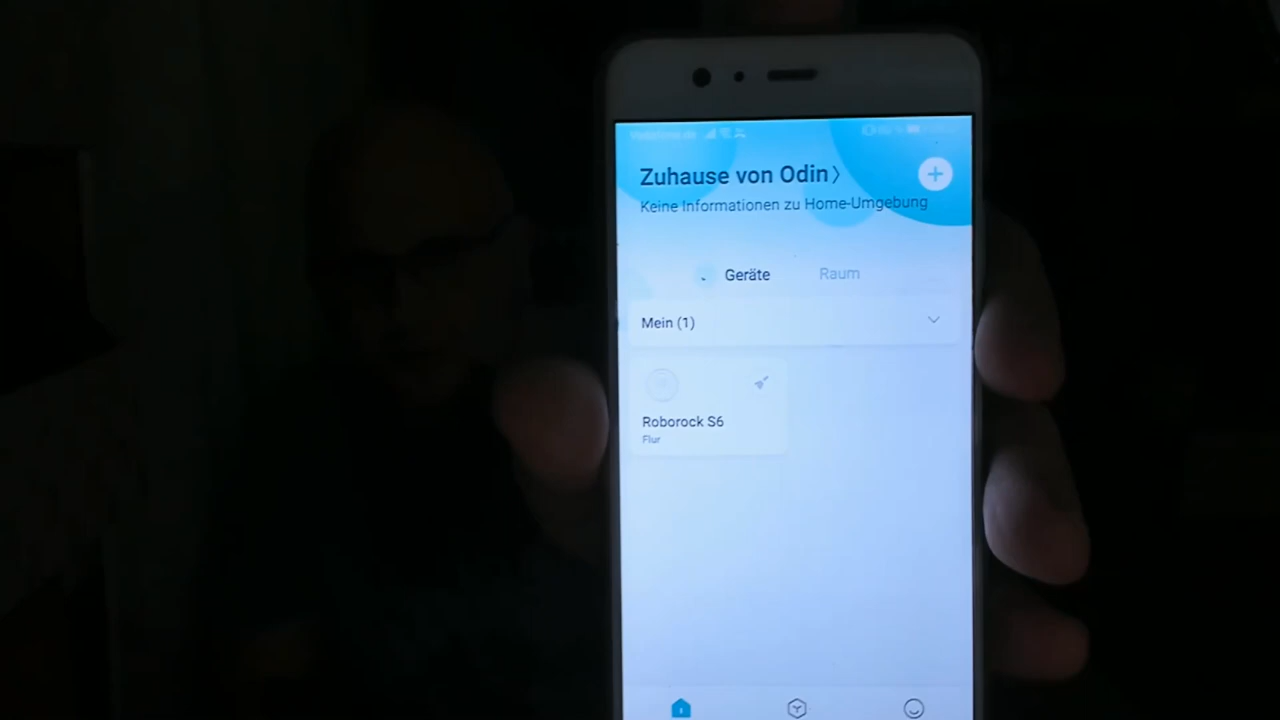 Zuhause von Odin〉
Keine Informationen zu Home-Umgebung
Geräte
Raum
Mein (1)
Roborock S6
Flur